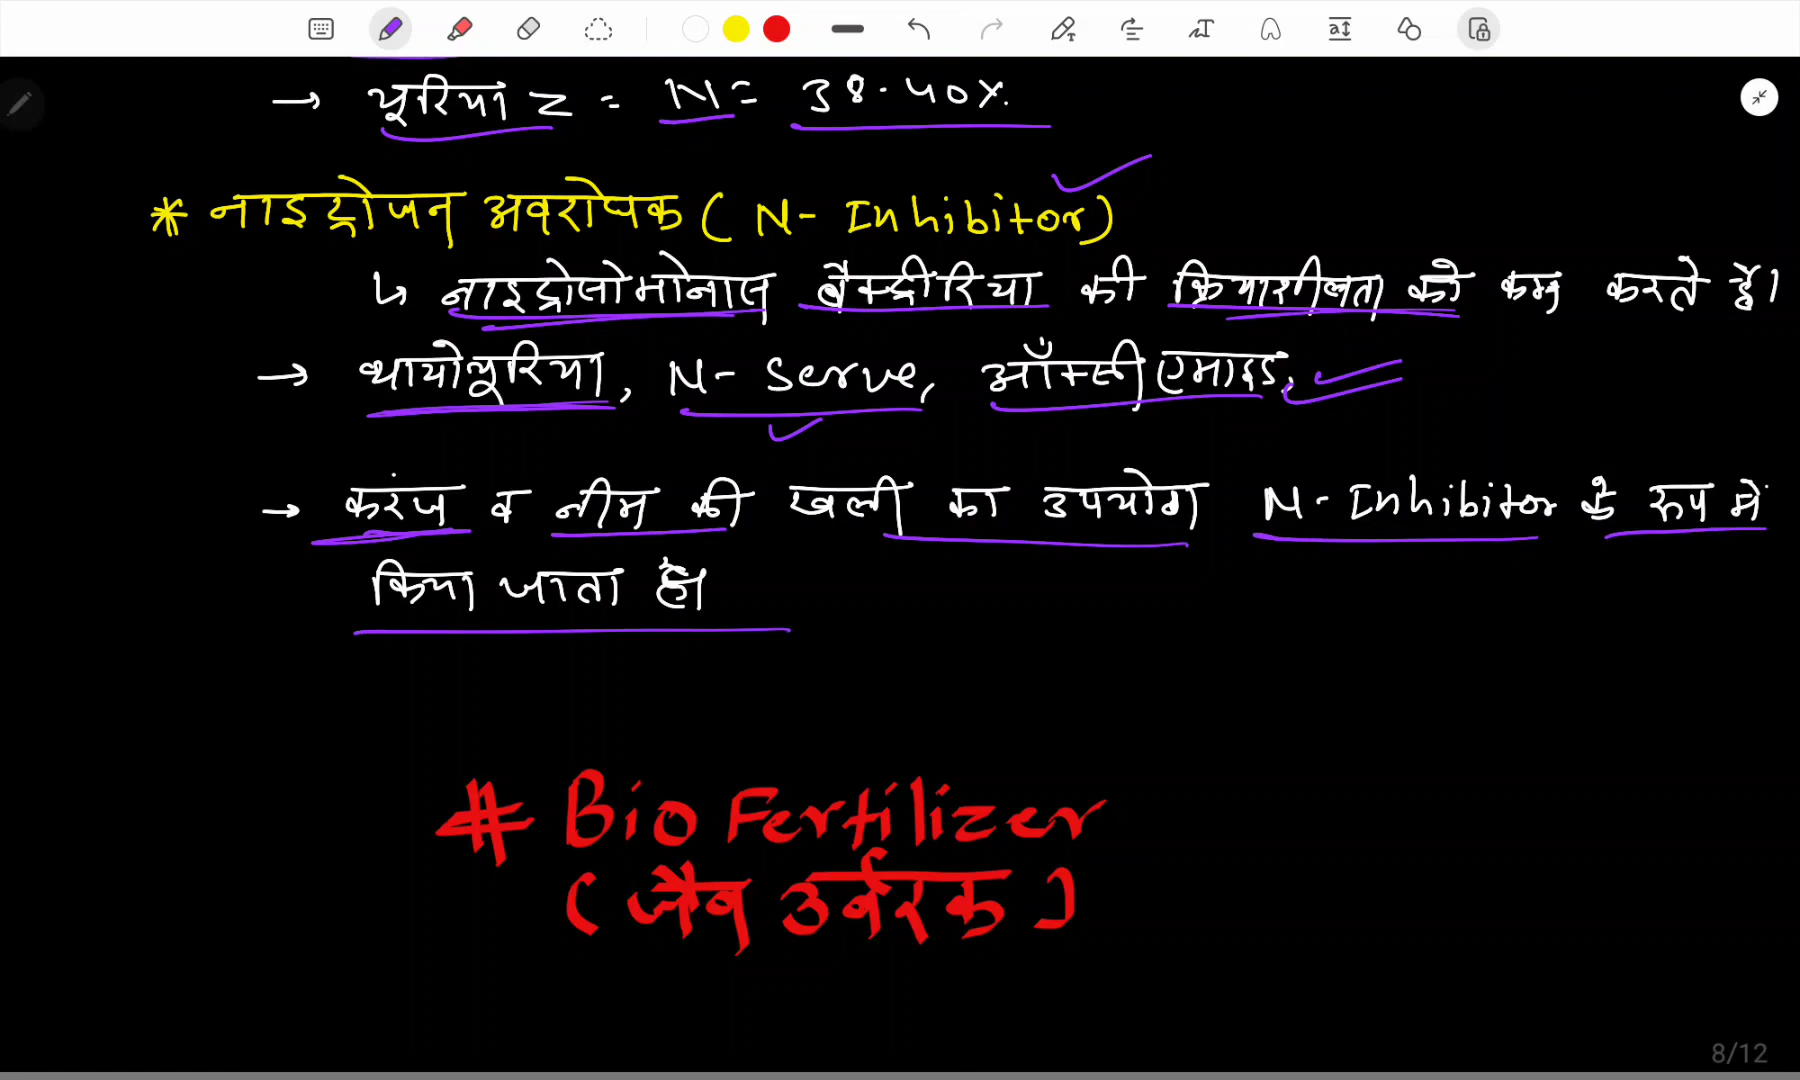 → यूरिया Z = N = 38.40%
* नाइट्रोजन अवरोधक ( N- Inhibitor )
↳ नाइट्रोसोमोनास बैक्टीरिया की क्रियाशीलता को कम करते हैं।
→ थायोयूरिया, N- Serve, ऑक्सीएमाइड,
→ करंज व नीम की खली का उपयोग N- Inhibitor के रूप में
किया जाता है।
# Bio Fertilizer
( जैव उर्वरक )
8/12